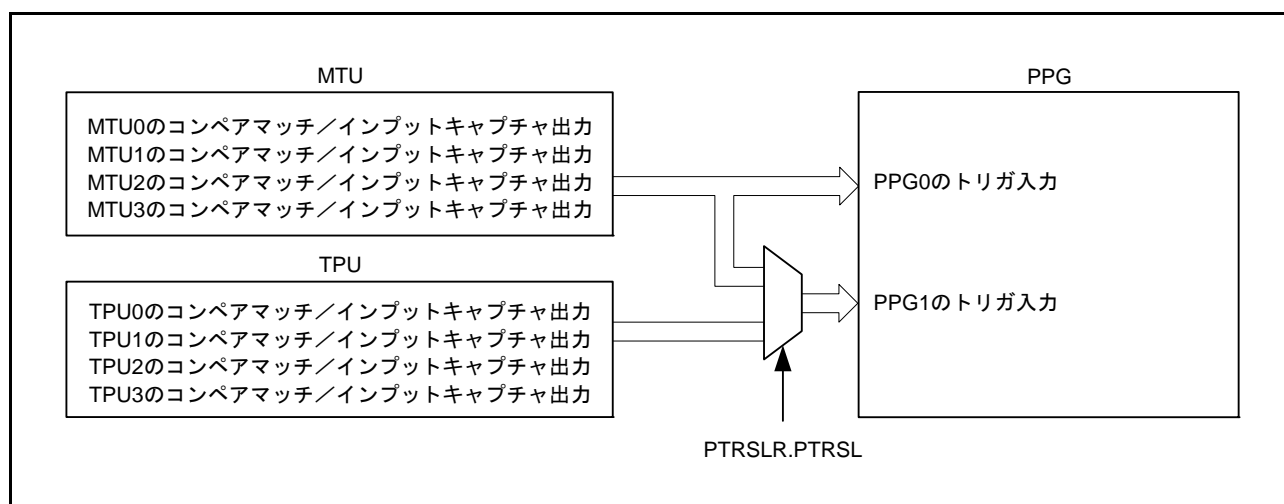 MTU
MTU0のコンペアマッチ／インプットキャプチャ出力
MTU1のコンペアマッチ／インプットキャプチャ出力
MTU2のコンペアマッチ／インプットキャプチャ出力
MTU3のコンペアマッチ／インプットキャプチャ出力
TPU
TPU0のコンペアマッチ／インプットキャプチャ出力
TPU1のコンペアマッチ／インプットキャプチャ出力
TPU2のコンペアマッチ／インプットキャプチャ出力
TPU3のコンペアマッチ／インプットキャプチャ出力
PTRSLR.PTRSL
PPG
PPG0のトリガ入力
PPG1のトリガ入力